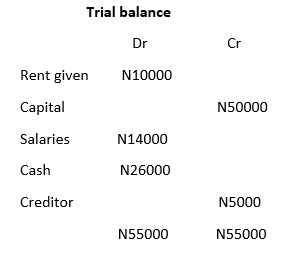 Trial balance
Dr Cr
Rent given N10000
Capital N50000
Salaries N14000
Cash N26000
Creditor N5000
N55000 N55000